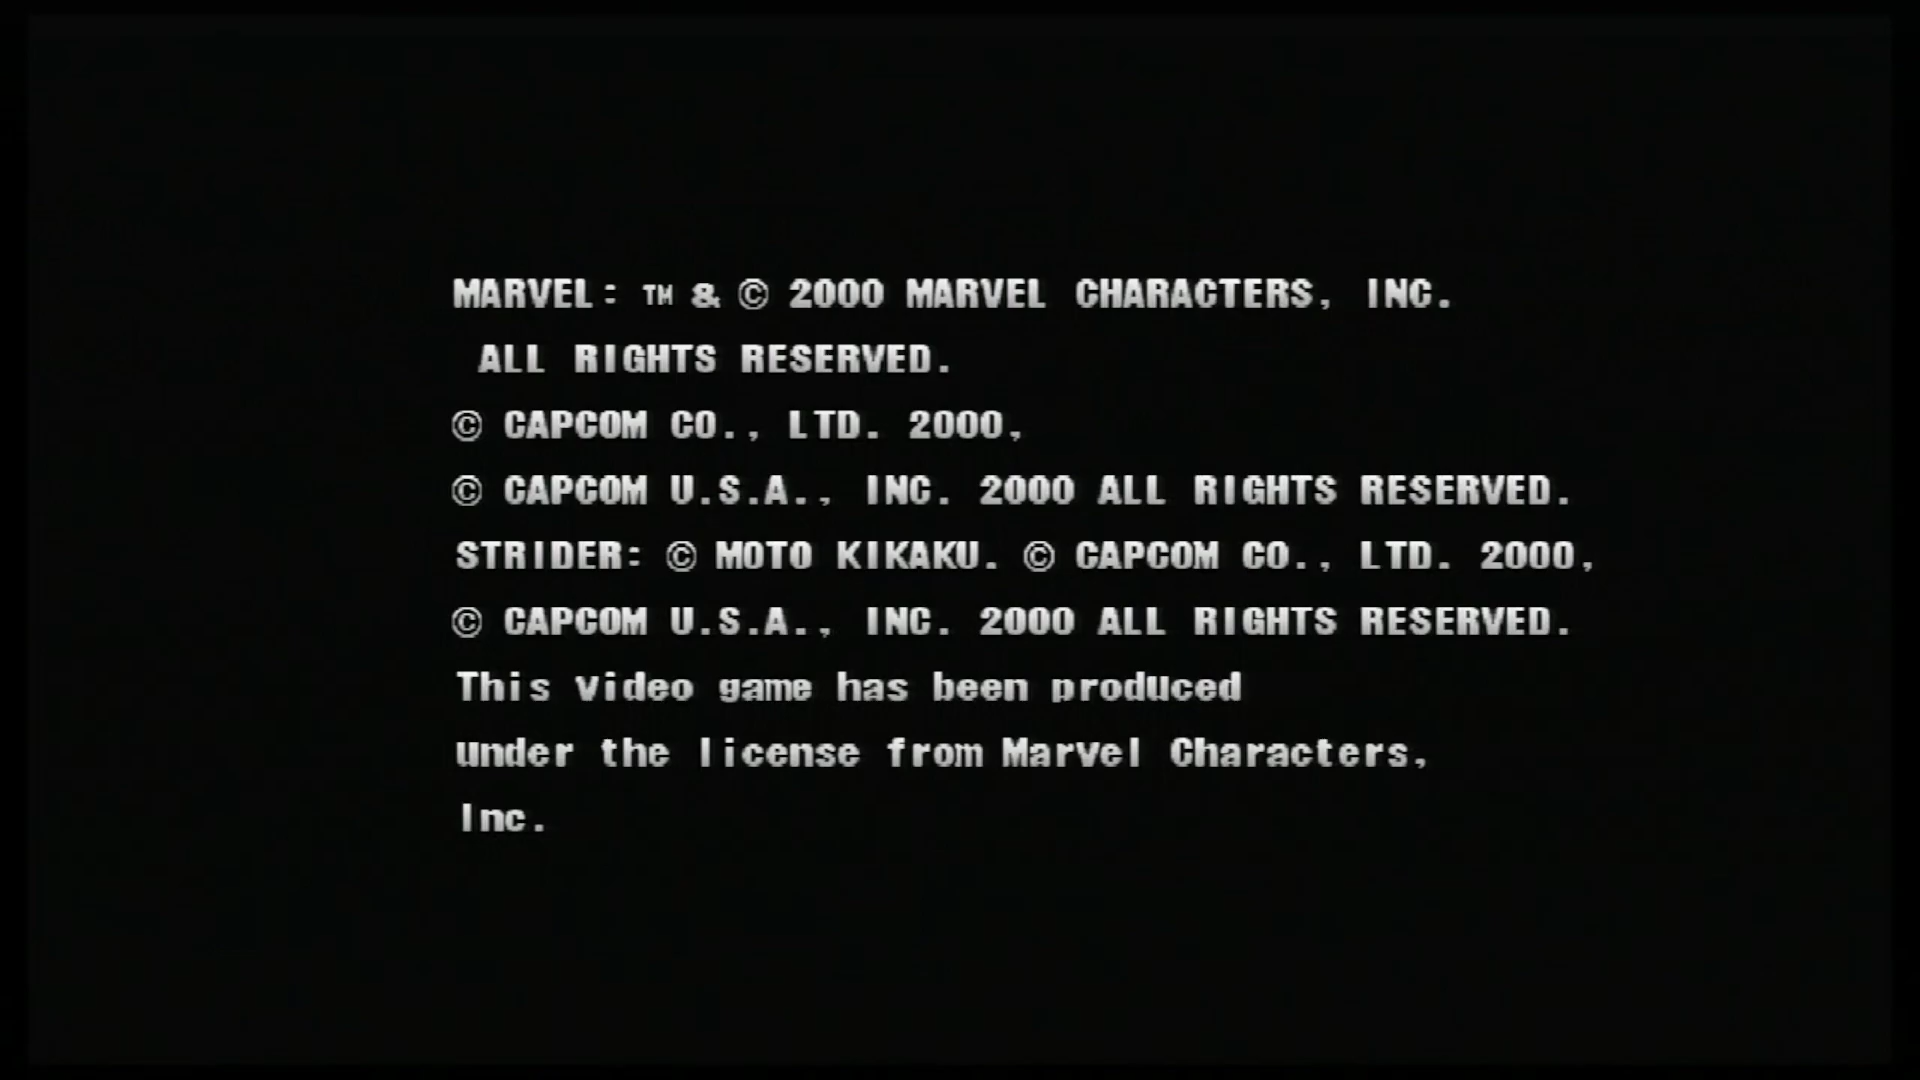 MARVEL: ™ & © 2000 MARVEL CHARACTERS, INC.
ALL RIGHTS RESERVED.
© CAPCOM CO., LTD. 2000,
© CAPCOM U.S.A., INC. 2000 ALL RIGHTS RESERVED.
STRIDER: © MOTO KIKAKU. © CAPCOM CO., LTD. 2000,
© CAPCOM U.S.A., INC. 2000 ALL RIGHTS RESERVED.
This video game has been produced
under the license from Marvel Characters,
Inc.